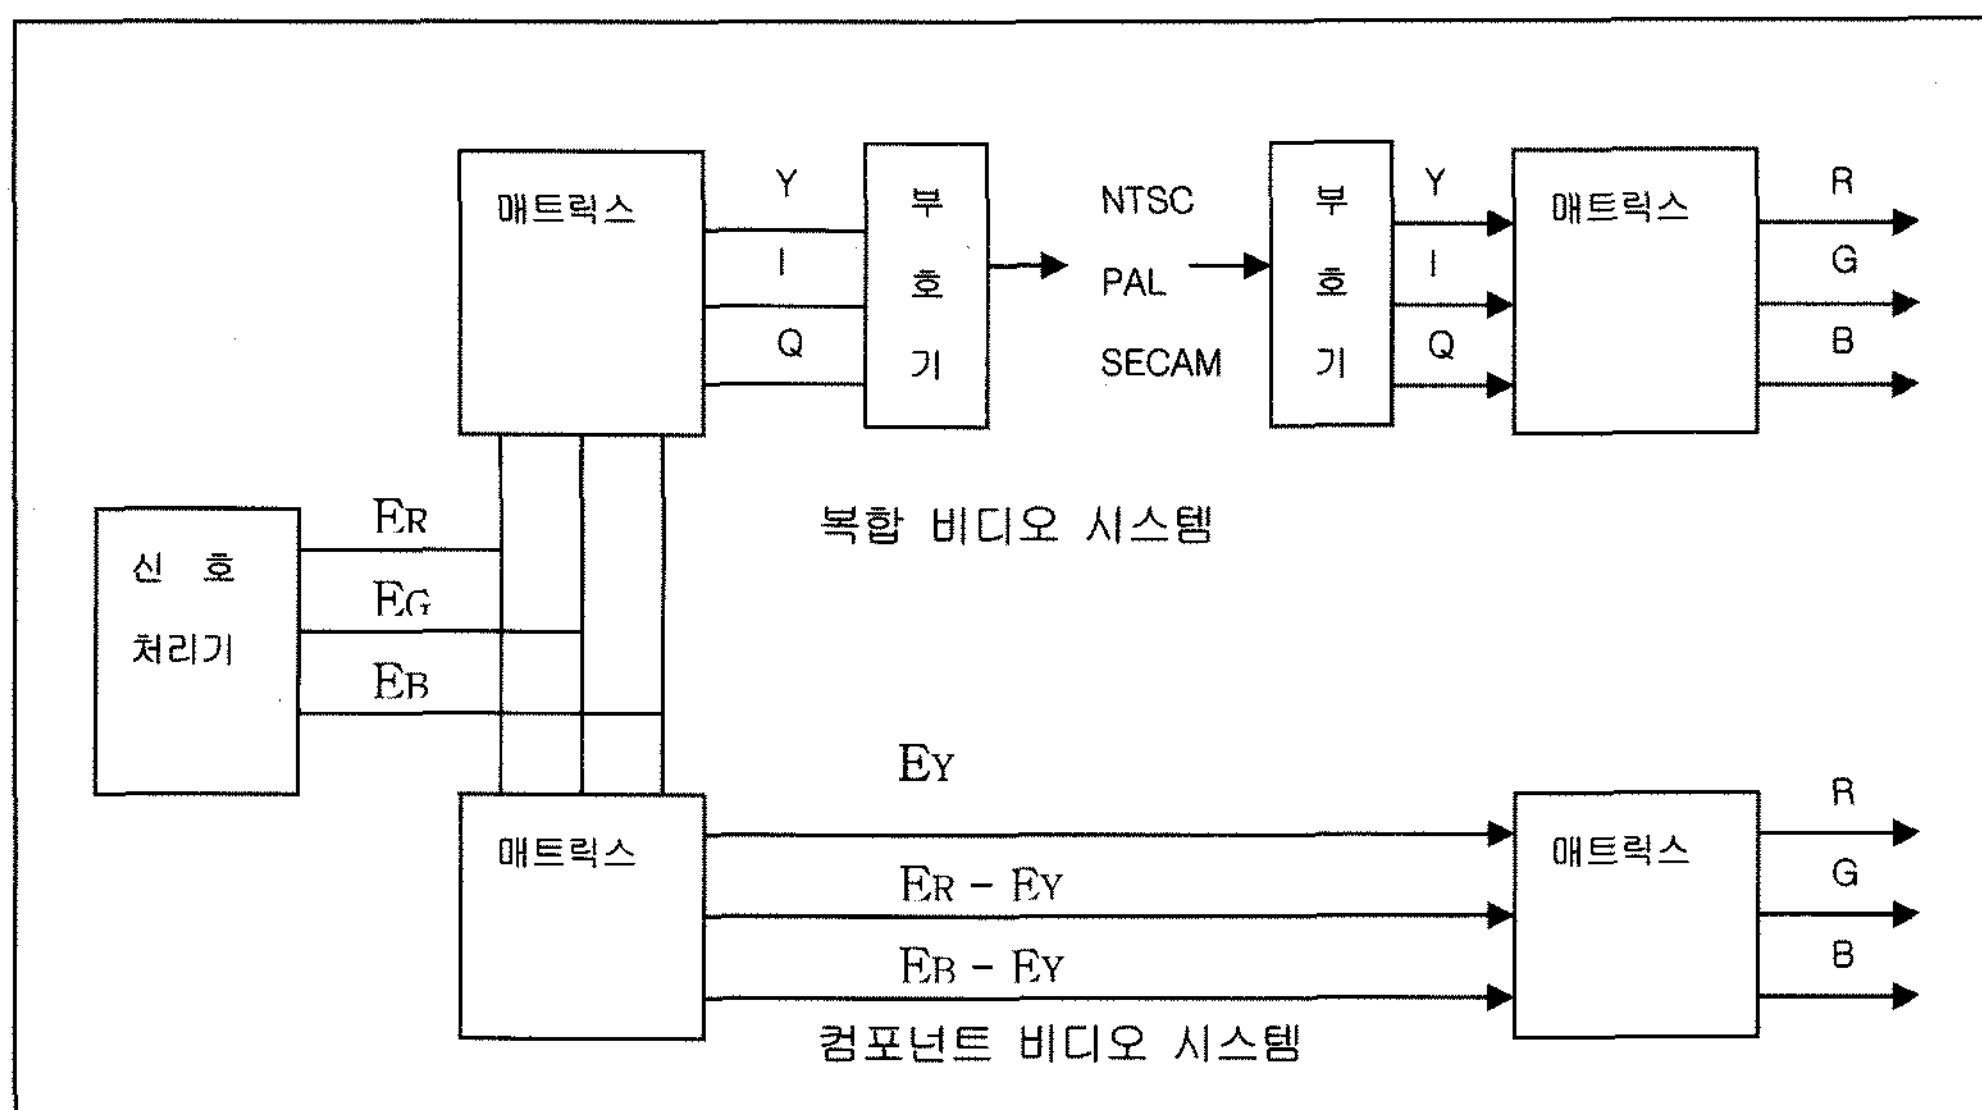 매트릭스
Y
I
Q
부
호
기
NTSC
PAL
SECAM
부
호
기
Y
I
Q
매트릭스
R
G
B
복합 비디오 시스템
신 호
처리기
ER
EG
EB
매트릭스
EY
ER - EY
EB - EY
매트릭스
R
G
B
컴포넌트 비디오 시스템